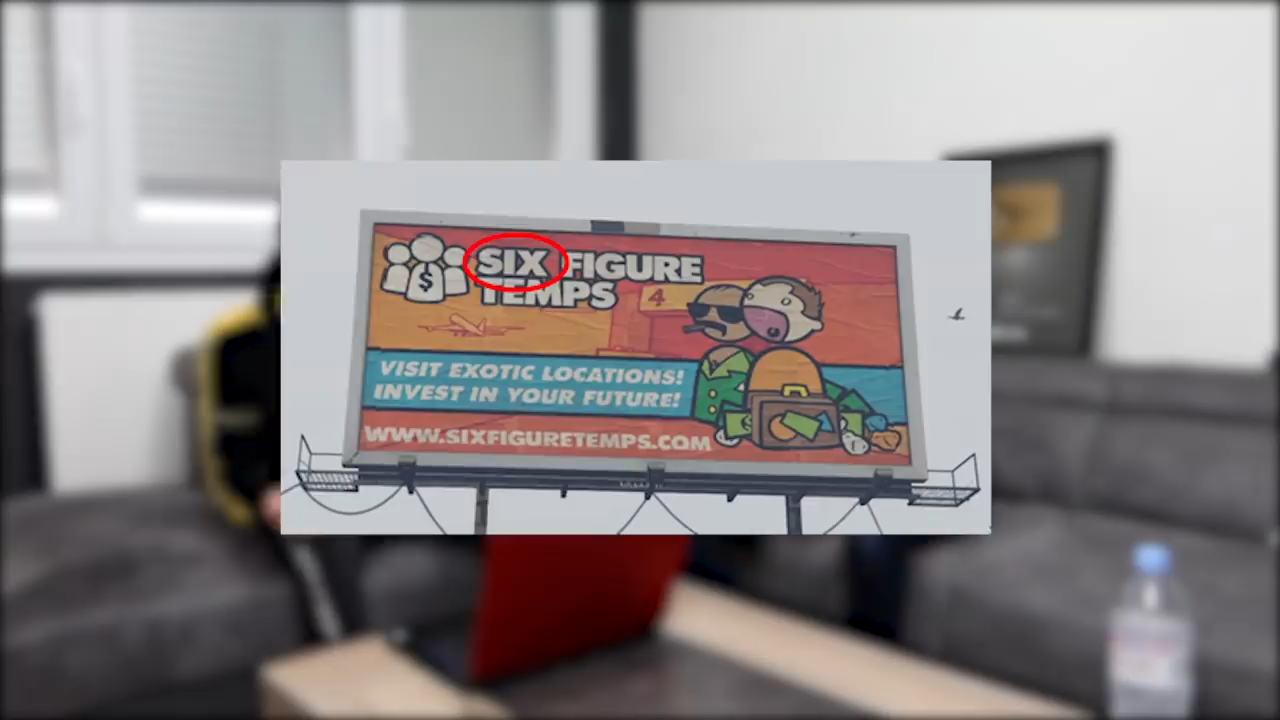 SIX FIGURE
TEMPS
$
4
VISIT EXOTIC LOCATIONS!
INVEST IN YOUR FUTURE!
WWW.SIXFIGURETEMPS.COM